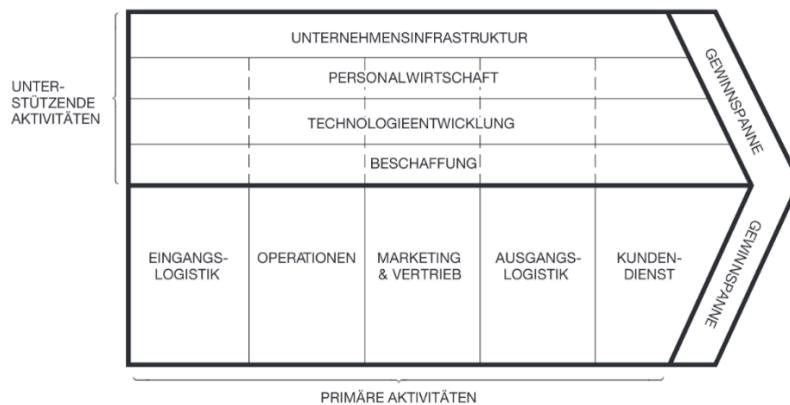 UNTERNEHMENSINFRASTRUKTUR
PERSONALWIRTSCHAFT
TECHNOLOGIEENTWICKLUNG
BESCHAFFUNG
UNTER-
STÜTZENDE
AKTIVITÄTEN
GEWINNSPANNE
GEWINNSPANNE
EINGANGS-
LOGISTIK
OPERATIONEN
MARKETING
& VERTRIEB
AUSGANGS-
LOGISTIK
KUNDEN-
DIENST
PRIMÄRE AKTIVITÄTEN